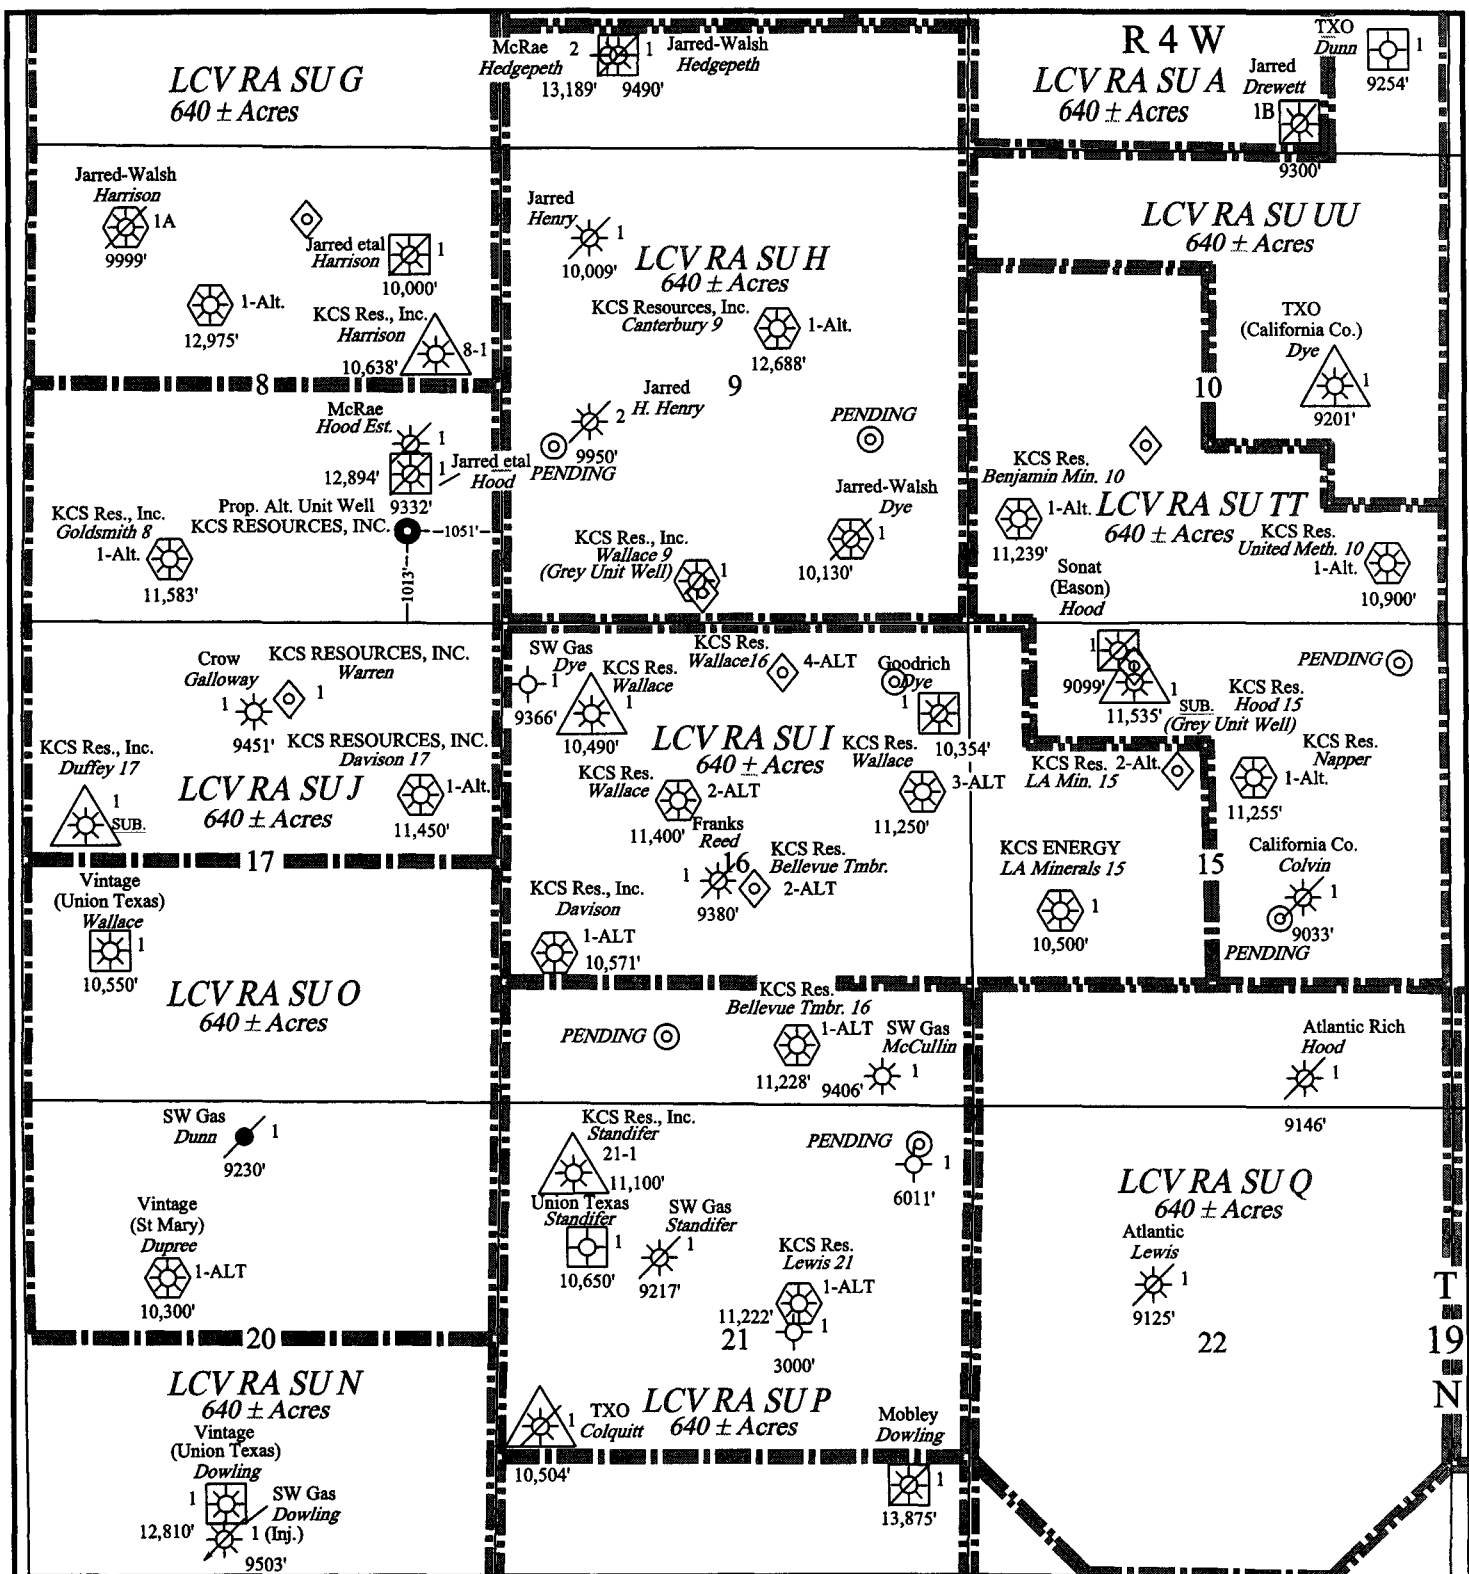 R 4 W
LCV RA SU G
640 ± Acres
McRae
Hedgepeth
2
13,189'
1
Jarred-Walsh
Hedgepeth
9490'
LCV RA SU A
640 ± Acres
TXO
Dunn
1
9254'
Jarred
Drewett
1B
9300'
Jarred-Walsh
Harrison
1A
9999'
Jarred etal
Harrison
1
10,000'
1-Alt.
12,975'
KCS Res., Inc.
Harrison
10,638'
8-1
8
Jarred
Henry
1
10,009'
LCV RA SU H
640 ± Acres
KCS Resources, Inc.
Canterbury 9
1-Alt.
12,688'
9
LCV RA SU UU
640 ± Acres
TXO
(California Co.)
Dye
1
9201'
10
McRae
Hood Est.
1
12,894'
1
Jarred etal
Hood
9332'
Prop. Alt. Unit Well
KCS RESOURCES, INC.
1051'
1013'
KCS Res., Inc.
Goldsmith 8
1-Alt.
11,583'
Jarred
H. Henry
2
9950'
PENDING
PENDING
Jarred-Walsh
Dye
1
10,130'
KCS Res., Inc.
Wallace 9
(Grey Unit Well)
1
KCS Res.
Benjamin Min. 10
1-Alt.
11,239'
LCV RA SU TT
640 ± Acres
KCS Res.
United Meth. 10
1-Alt.
10,900'
Sonat
(Eason)
Hood
1
9099'
Crow
Galloway
1
9451'
KCS RESOURCES, INC.
Warren
1
KCS Res., Inc.
Duffey 17
1
SUB.
KCS RESOURCES, INC.
Davison 17
1-Alt.
11,450'
LCV RA SU J
640 ± Acres
17
SW Gas
Dye
1
9366'
KCS Res.
Wallace
1
10,490'
KCS Res.
Wallace16
4-ALT
Goodrich
Dye
1
10,354'
LCV RA SU I
640 ± Acres
KCS Res.
Wallace
2-ALT
11,400'
KCS Res.
Wallace
3-ALT
11,250'
Franks
Reed
16
1
9380'
KCS Res.
Bellevue Tmbr.
2-ALT
KCS Res., Inc.
Davison
1-ALT
10,571'
PENDING
11,535'
1
SUB.
KCS Res.
Hood 15
(Grey Unit Well)
KCS Res.
LA Min. 15
2-Alt.
KCS Res.
Napper
1-Alt.
11,255'
KCS ENERGY
LA Minerals 15
1
10,500'
15
California Co.
Colvin
1
9033'
PENDING
Vintage
(Union Texas)
Wallace
1
10,550'
LCV RA SU O
640 ± Acres
KCS Res.
Bellevue Tmbr. 16
1-ALT
11,228'
PENDING
SW Gas
McCullin
1
9406'
Atlantic Rich
Hood
1
9146'
SW Gas
Dunn
1
9230'
Vintage
(St Mary)
Dupree
1-ALT
10,300'
20
KCS Res., Inc.
Standifer
21-1
11,100'
Union Texas
Standifer
1
10,650'
SW Gas
Standifer
1
9217'
PENDING
1
6011'
KCS Res.
Lewis 21
1-ALT
11,222'
21
1
3000'
LCV RA SU Q
640 ± Acres
Atlantic
Lewis
1
9125'
22
T
19
N
LCV RA SU N
640 ± Acres
Vintage
(Union Texas)
Dowling
1
12,810'
SW Gas
Dowling
1 (Inj.)
9503'
1
TXO
Colquitt
10,504'
LCV RA SU P
640 ± Acres
Mobley
Dowling
1
13,875'